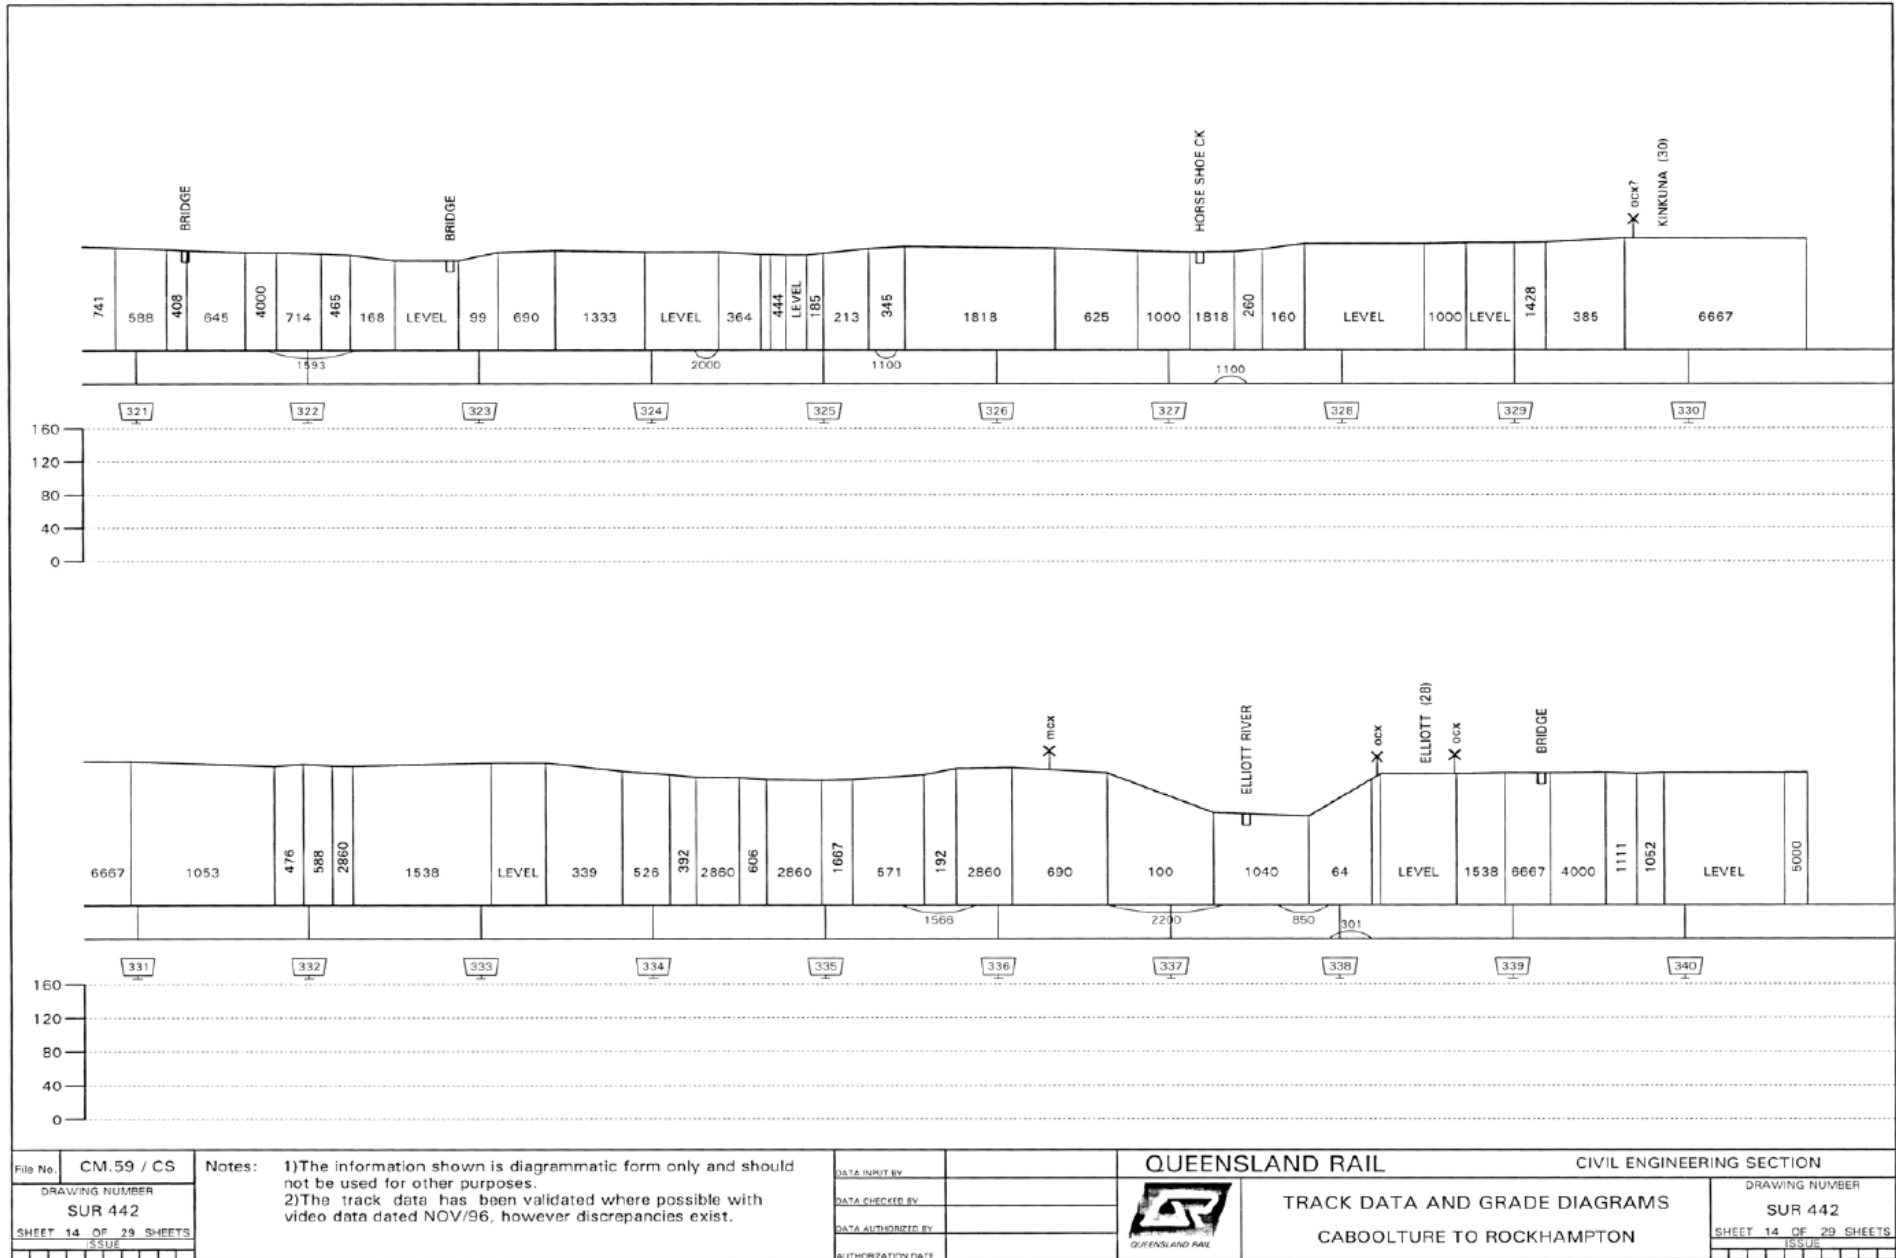 BRIDGE
BRIDGE
HORSE SHOE CK
ocx?
KINKUNA (30)
741 588 408 645 4000 714 465 168 LEVEL 99 690 1333 LEVEL 364 444 LEVEL 185 213 345 1818 625 1000 1818 260 160 LEVEL 1000 LEVEL 1428 385 6667
1593 2000 1100 1100
321 322 323 324 325 326 327 328 329 330
160
120
80
40
0
mcx
ELLIOTT RIVER
ocx
ELLIOTT (28)
ocx
BRIDGE
6667 1053 476 588 2860 1538 LEVEL 339 526 392 2860 606 2860 1667 571 192 2860 690 100 1040 64 LEVEL 1538 6667 4000 1111 1052 LEVEL 5000
1566 2200 850 301
331 332 333 334 335 336 337 338 339 340
160
120
80
40
0
File No. CM.59 / CS
DRAWING NUMBER
SUR 442
SHEET 14 OF 29 SHEETS
ISSUE
Notes: 1)The information shown is diagrammatic form only and should
not be used for other purposes.
2)The track data has been validated where possible with
video data dated NOV/96, however discrepancies exist.
DATA INPUT BY
DATA CHECKED BY
DATA AUTHORIZED BY
AUTHORIZATION DATE
QUEENSLAND RAIL CIVIL ENGINEERING SECTION
QR
QUEENSLAND RAIL
TRACK DATA AND GRADE DIAGRAMS
CABOOLTURE TO ROCKHAMPTON
DRAWING NUMBER
SUR 442
SHEET 14 OF 29 SHEETS
ISSUE